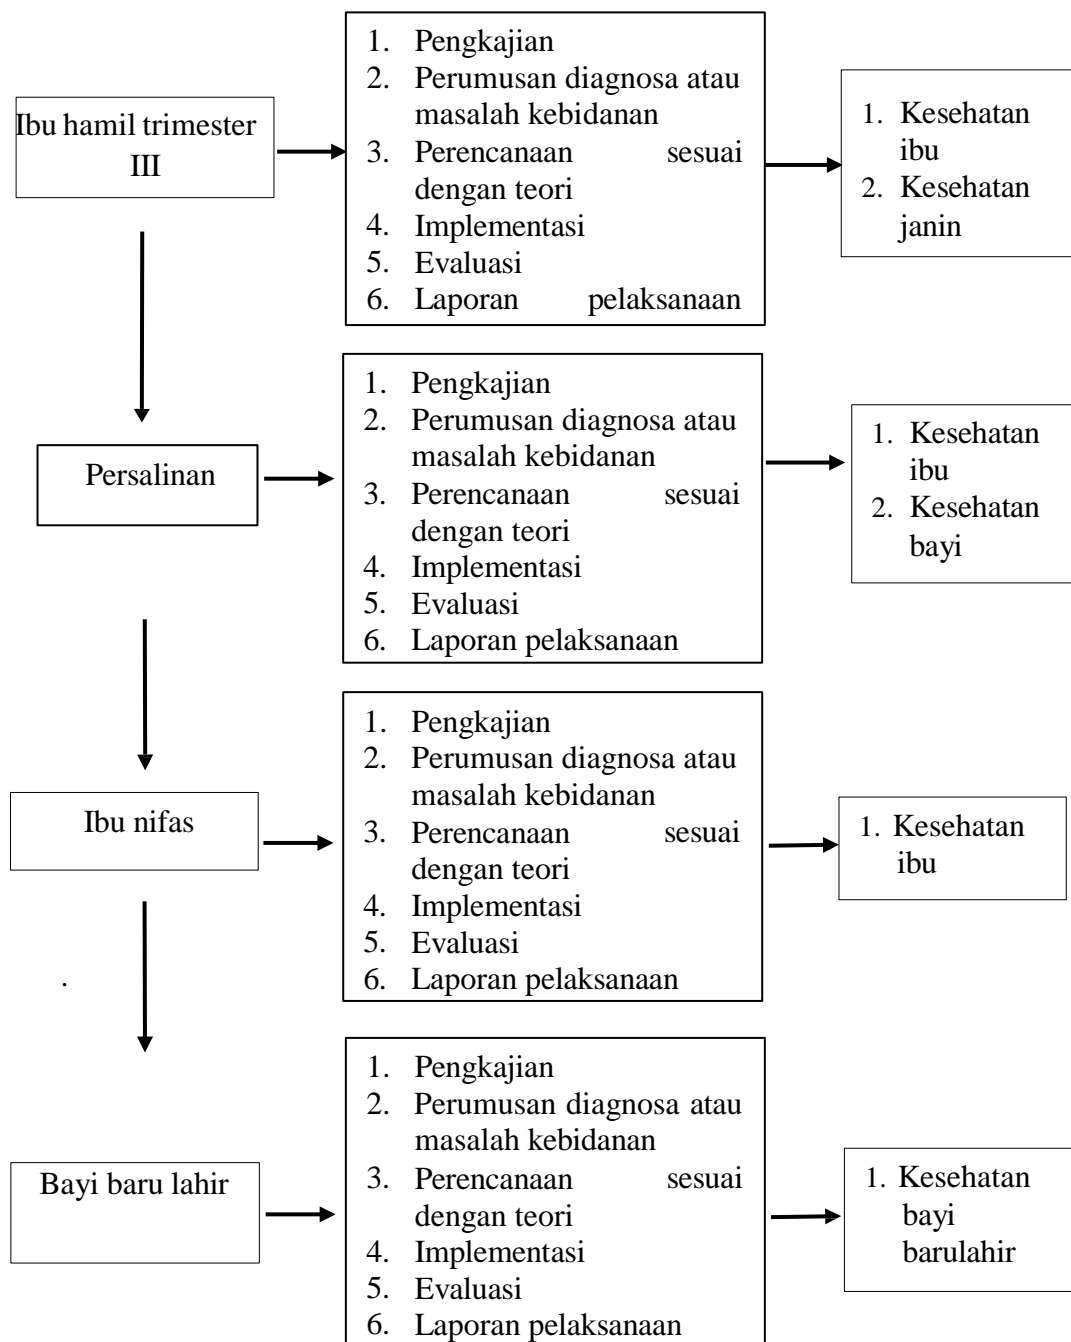 Ibu hamil trimester
III
1. Pengkajian
2. Perumusan diagnosa atau
masalah kebidanan
3. Perencanaan sesuai
dengan teori
4. Implementasi
5. Evaluasi
6. Laporan pelaksanaan
1. Kesehatan
ibu
2. Kesehatan
janin
Persalinan
1. Pengkajian
2. Perumusan diagnosa atau
masalah kebidanan
3. Perencanaan sesuai
dengan teori
4. Implementasi
5. Evaluasi
6. Laporan pelaksanaan
1. Kesehatan
ibu
2. Kesehatan
bayi
Ibu nifas
1. Pengkajian
2. Perumusan diagnosa atau
masalah kebidanan
3. Perencanaan sesuai
dengan teori
4. Implementasi
5. Evaluasi
6. Laporan pelaksanaan
1. Kesehatan
ibu
.
Bayi baru lahir
1. Pengkajian
2. Perumusan diagnosa atau
masalah kebidanan
3. Perencanaan sesuai
dengan teori
4. Implementasi
5. Evaluasi
6. Laporan pelaksanaan
1. Kesehatan
bayi
barulahir